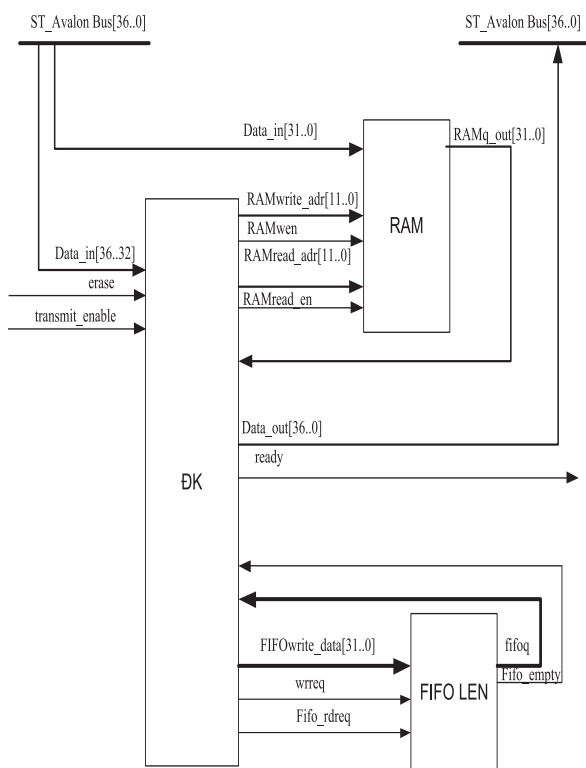 ST_Avalon Bus[36..0]
ST_Avalon Bus[36..0]
Data_in[31..0]
RAMq_out[31..0]
RAMwrite_adr[11..0]
RAMwen
RAM
RAMread_adr[11..0]
Data_in[36..32]
erase
RAMread_en
transmit_enable
Data_out[36..0]
ready
ĐK
FIFOwrite_data[31..0]
fifoq
Fifo_empty
wrreq
FIFO LEN
Fifo_rdreq